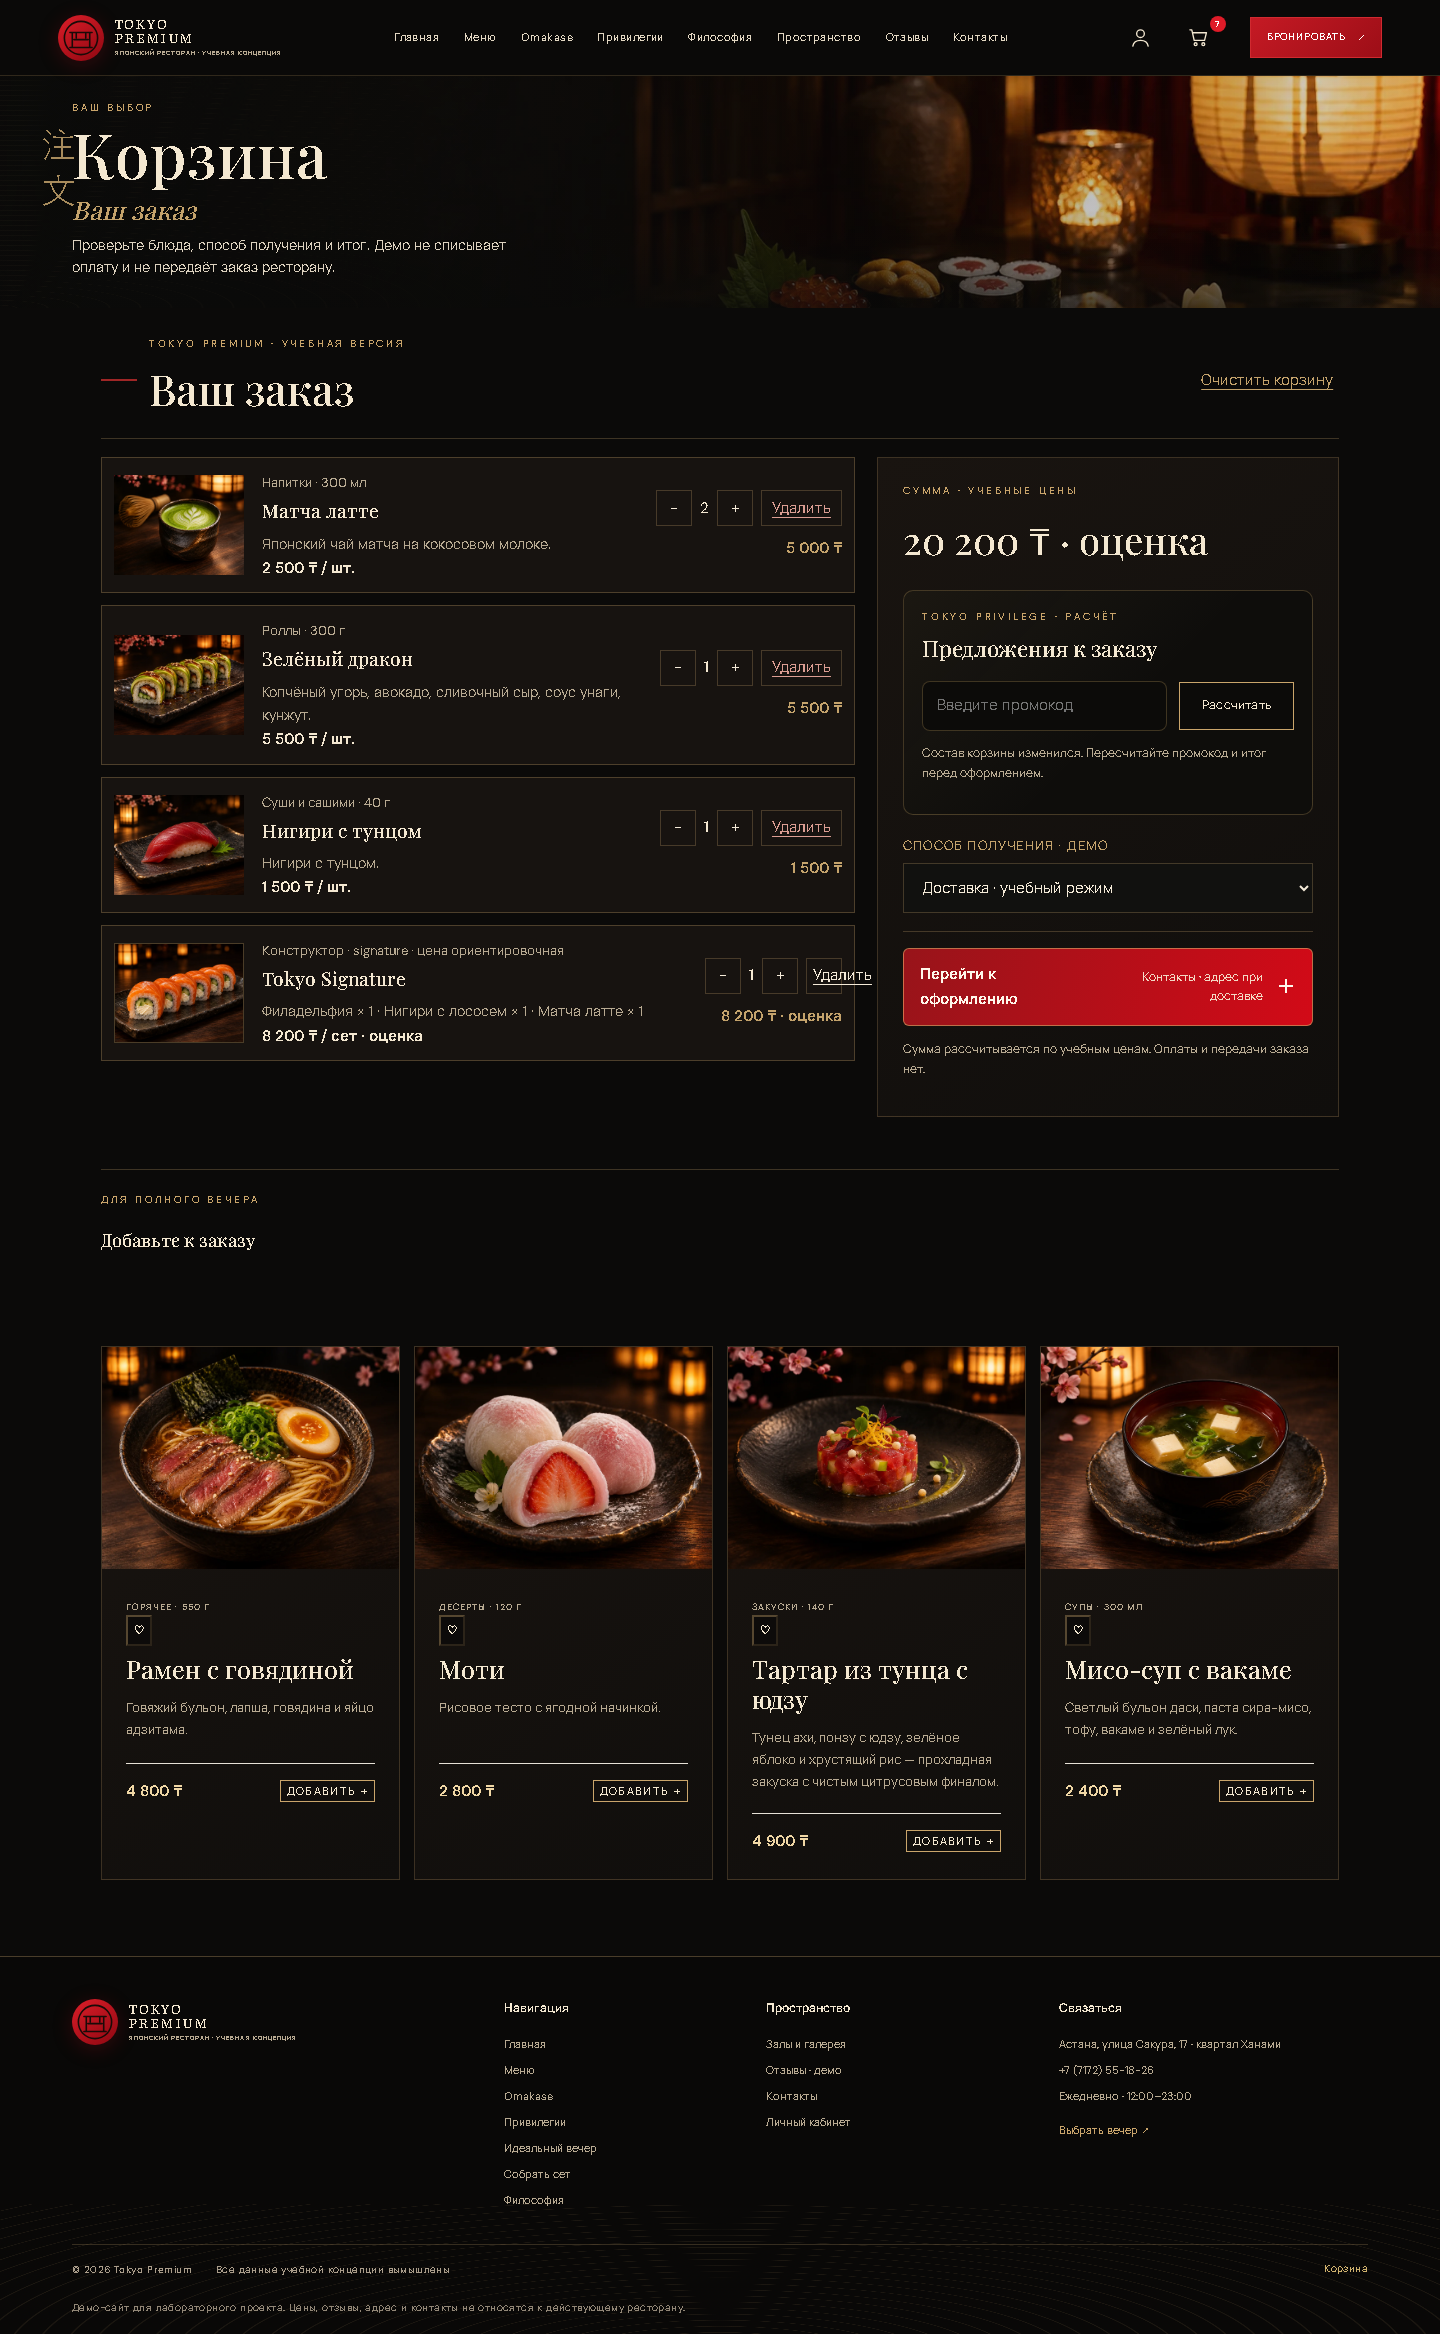 TOKYO
PREMIUM
ЯПОНСКИЙ РЕСТОРАН · УЧЕБНАЯ КОНЦЕПЦИЯ
Главная Меню Omakase Привилегии Философия Пространство Отзывы Контакты
7
БРОНИРОВАТЬ ↗
ВАШ ВЫБОР
注文
Корзина
Ваш заказ
Проверьте блюда, способ получения и итог. Демо не списывает
оплату и не передаёт заказ ресторану.
TOKYO PREMIUM · УЧЕБНАЯ ВЕРСИЯ
Ваш заказ
Очистить корзину
Напитки · 300 мл
Матча латте
Японский чай матча на кокосовом молоке.
2 500 ₸ / шт.
− 2 + Удалить
5 000 ₸
Роллы · 300 г
Зелёный дракон
Копчёный угорь, авокадо, сливочный сыр, соус унаги,
кунжут.
5 500 ₸ / шт.
− 1 + Удалить
5 500 ₸
Суши и сашими · 40 г
Нигири с тунцом
Нигири с тунцом.
1 500 ₸ / шт.
− 1 + Удалить
1 500 ₸
Конструктор · signature · цена ориентировочная
Tokyo Signature
Филадельфия × 1 · Нигири с лососем × 1 · Матча латте × 1
8 200 ₸ / сет · оценка
− 1 + Удалить
8 200 ₸ · оценка
СУММА · УЧЕБНЫЕ ЦЕНЫ
20 200 ₸ · оценка
TOKYO PRIVILEGE · РАСЧЁТ
Предложения к заказу
Введите промокод
Рассчитать
Состав корзины изменился. Пересчитайте промокод и итог
перед оформлением.
СПОСОБ ПОЛУЧЕНИЯ · ДЕМО
Доставка · учебный режим
Перейти к
оформлению
Контакты · адрес при
доставке
+
Сумма рассчитывается по учебным ценам. Оплаты и передачи заказа
нет.
ДЛЯ ПОЛНОГО ВЕЧЕРА
Добавьте к заказу
ГОРЯЧЕЕ · 550 Г
♡
Рамен с говядиной
Говяжий бульон, лапша, говядина и яйцо
адзитама.
4 800 ₸
ДОБАВИТЬ +
ДЕСЕРТЫ · 120 Г
♡
Моти
Рисовое тесто с ягодной начинкой.
2 800 ₸
ДОБАВИТЬ +
ЗАКУСКИ · 140 Г
♡
Тартар из тунца с
юдзу
Тунец ахи, понзу с юдзу, зелёное
яблоко и хрустящий рис — прохладная
закуска с чистым цитрусовым финалом.
4 900 ₸
ДОБАВИТЬ +
СУПЫ · 300 МЛ
♡
Мисо-суп с вакаме
Светлый бульон даси, паста сира-мисо,
тофу, вакаме и зелёный лук.
2 400 ₸
ДОБАВИТЬ +
TOKYO
PREMIUM
ЯПОНСКИЙ РЕСТОРАН · УЧЕБНАЯ КОНЦЕПЦИЯ
Навигация
Главная
Меню
Omakase
Привилегии
Идеальный вечер
Собрать сет
Философия
Пространство
Залы и галерея
Отзывы · демо
Контакты
Личный кабинет
Связаться
Астана, улица Сакура, 17 · квартал Ханами
+7 (7172) 55-18-26
Ежедневно · 12:00–23:00
Выбрать вечер ↗
© 2026 Tokyo Premium
Все данные учебной концепции вымышлены
Корзина
Демо-сайт для лабораторного проекта. Цены, отзывы, адрес и контакты не относятся к действующему ресторану.